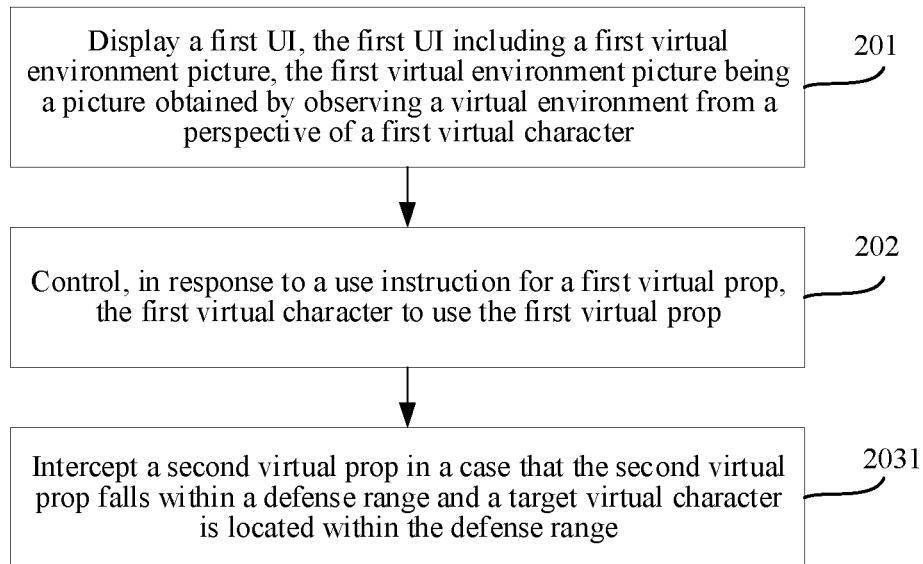 Display a first UI, the first UI including a first virtual
environment picture, the first virtual environment picture being
a picture obtained by observing a virtual environment from a
perspective of a first virtual character
201
Control, in response to a use instruction for a first virtual prop,
the first virtual character to use the first virtual prop
202
Intercept a second virtual prop in a case that the second virtual
prop falls within a defense range and a target virtual character
is located within the defense range
2031